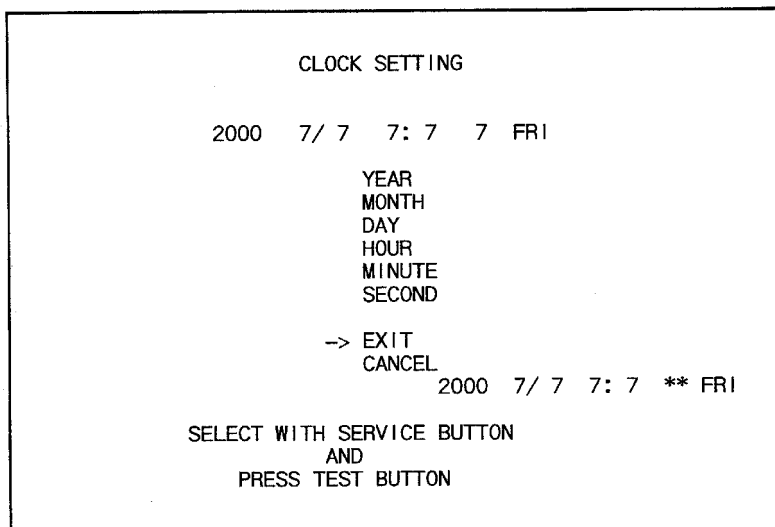 CLOCK SETTING
2000 7/ 7 7: 7 7 FRI
YEAR
MONTH
DAY
HOUR
MINUTE
SECOND
-> EXIT
CANCEL
2000 7/ 7 7: 7 ** FRI
SELECT WITH SERVICE BUTTON
AND
PRESS TEST BUTTON